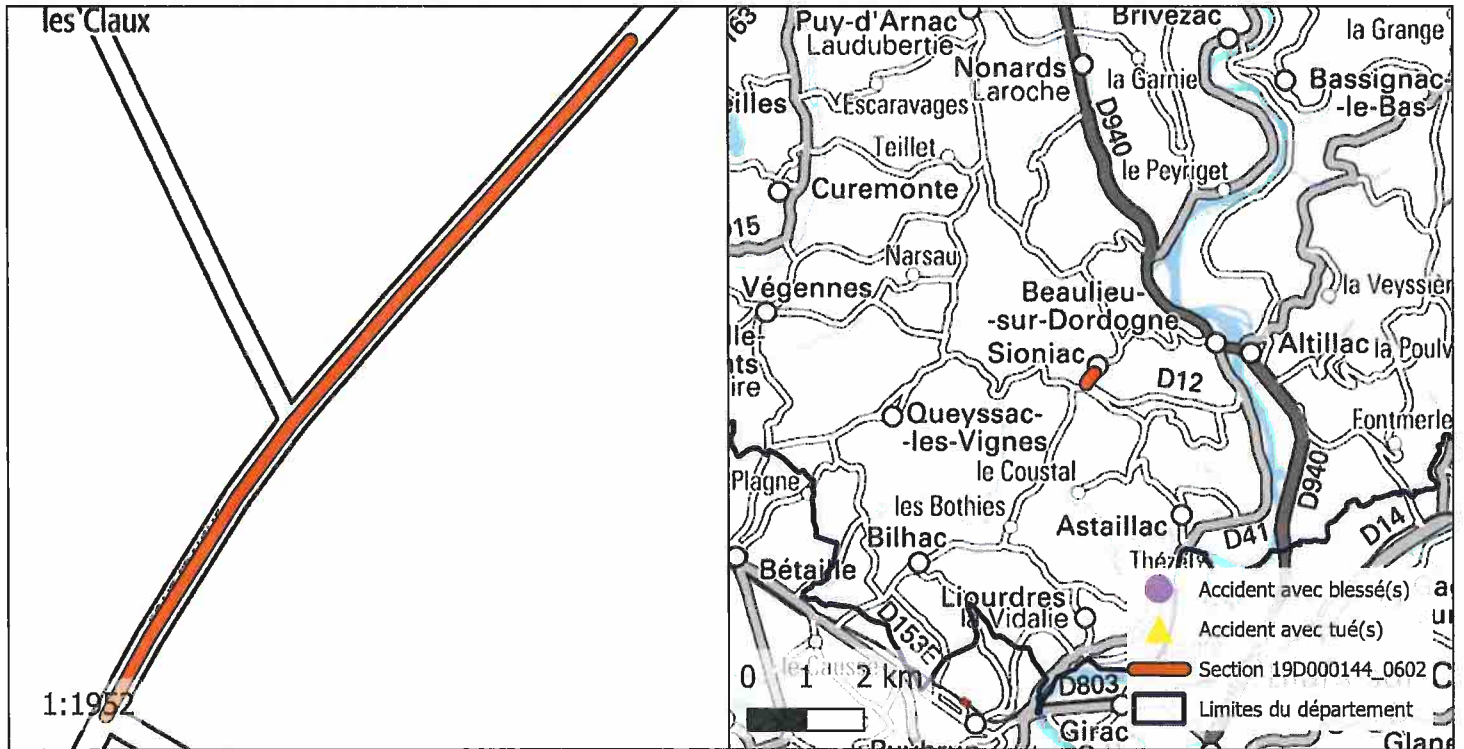 les Claux
1:1952
Puy-d'Arnac
Laudubertie
Brivezac
la Grange
Nonards
Laroche
la Garnie
Bassignac-
-le-Bas
Escaravages
D940
Teillet
le Peyriget
Curemonte
Narsau
Végennes
Beaulieu-
-sur-Dordogne
Sioniac
Altillac
D12
Queyssac-
-les-Vignes
Fontmerle
le Coustal
Plagne
les Bothies
D940
Astaillac
D41
D14
Bilhac
Bétaille
Liourdres
la Vidalie
D153E
le Causse
D803
Girac
0 1 2 km
Accident avec blessé(s)
Accident avec tué(s)
Section 19D000144_0602
Limites du département